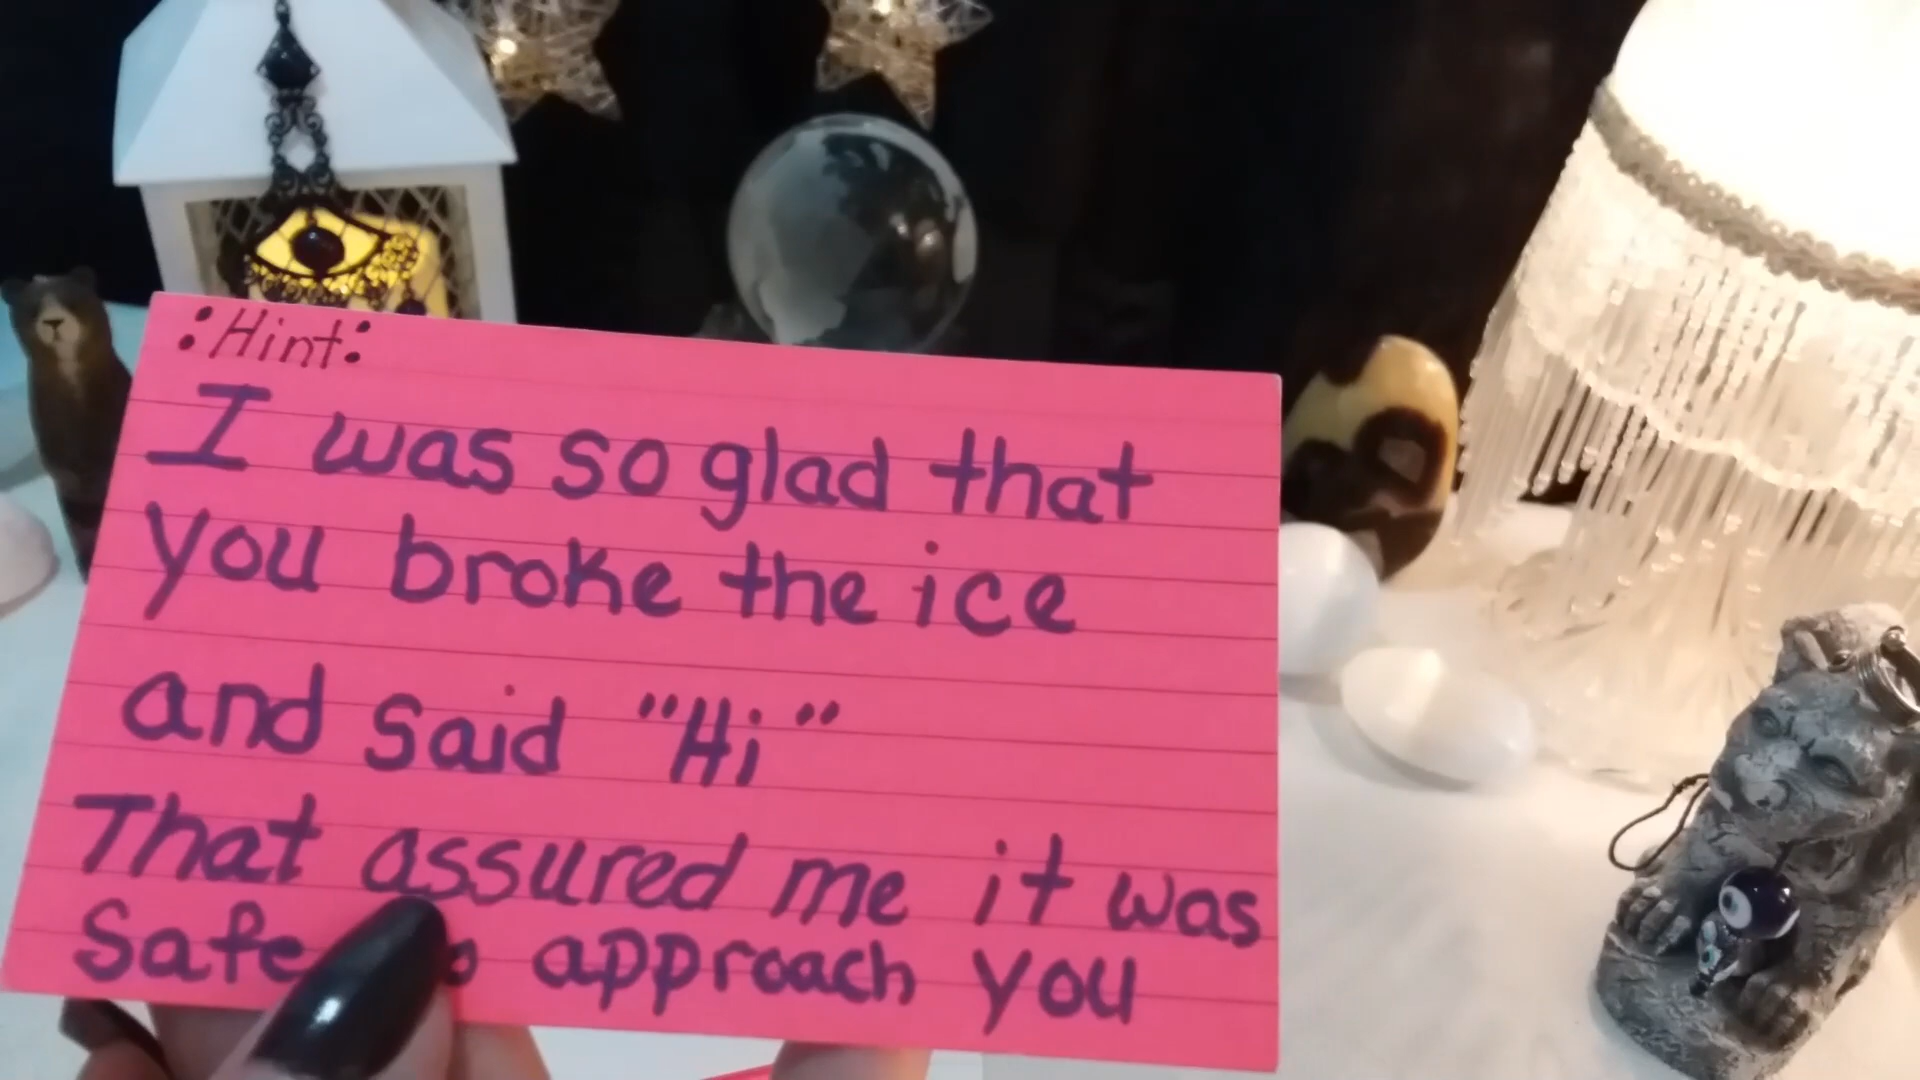 :Hint:
I was so glad that
you broke the ice
and said "Hi"
That assured me it was
Safe approach you